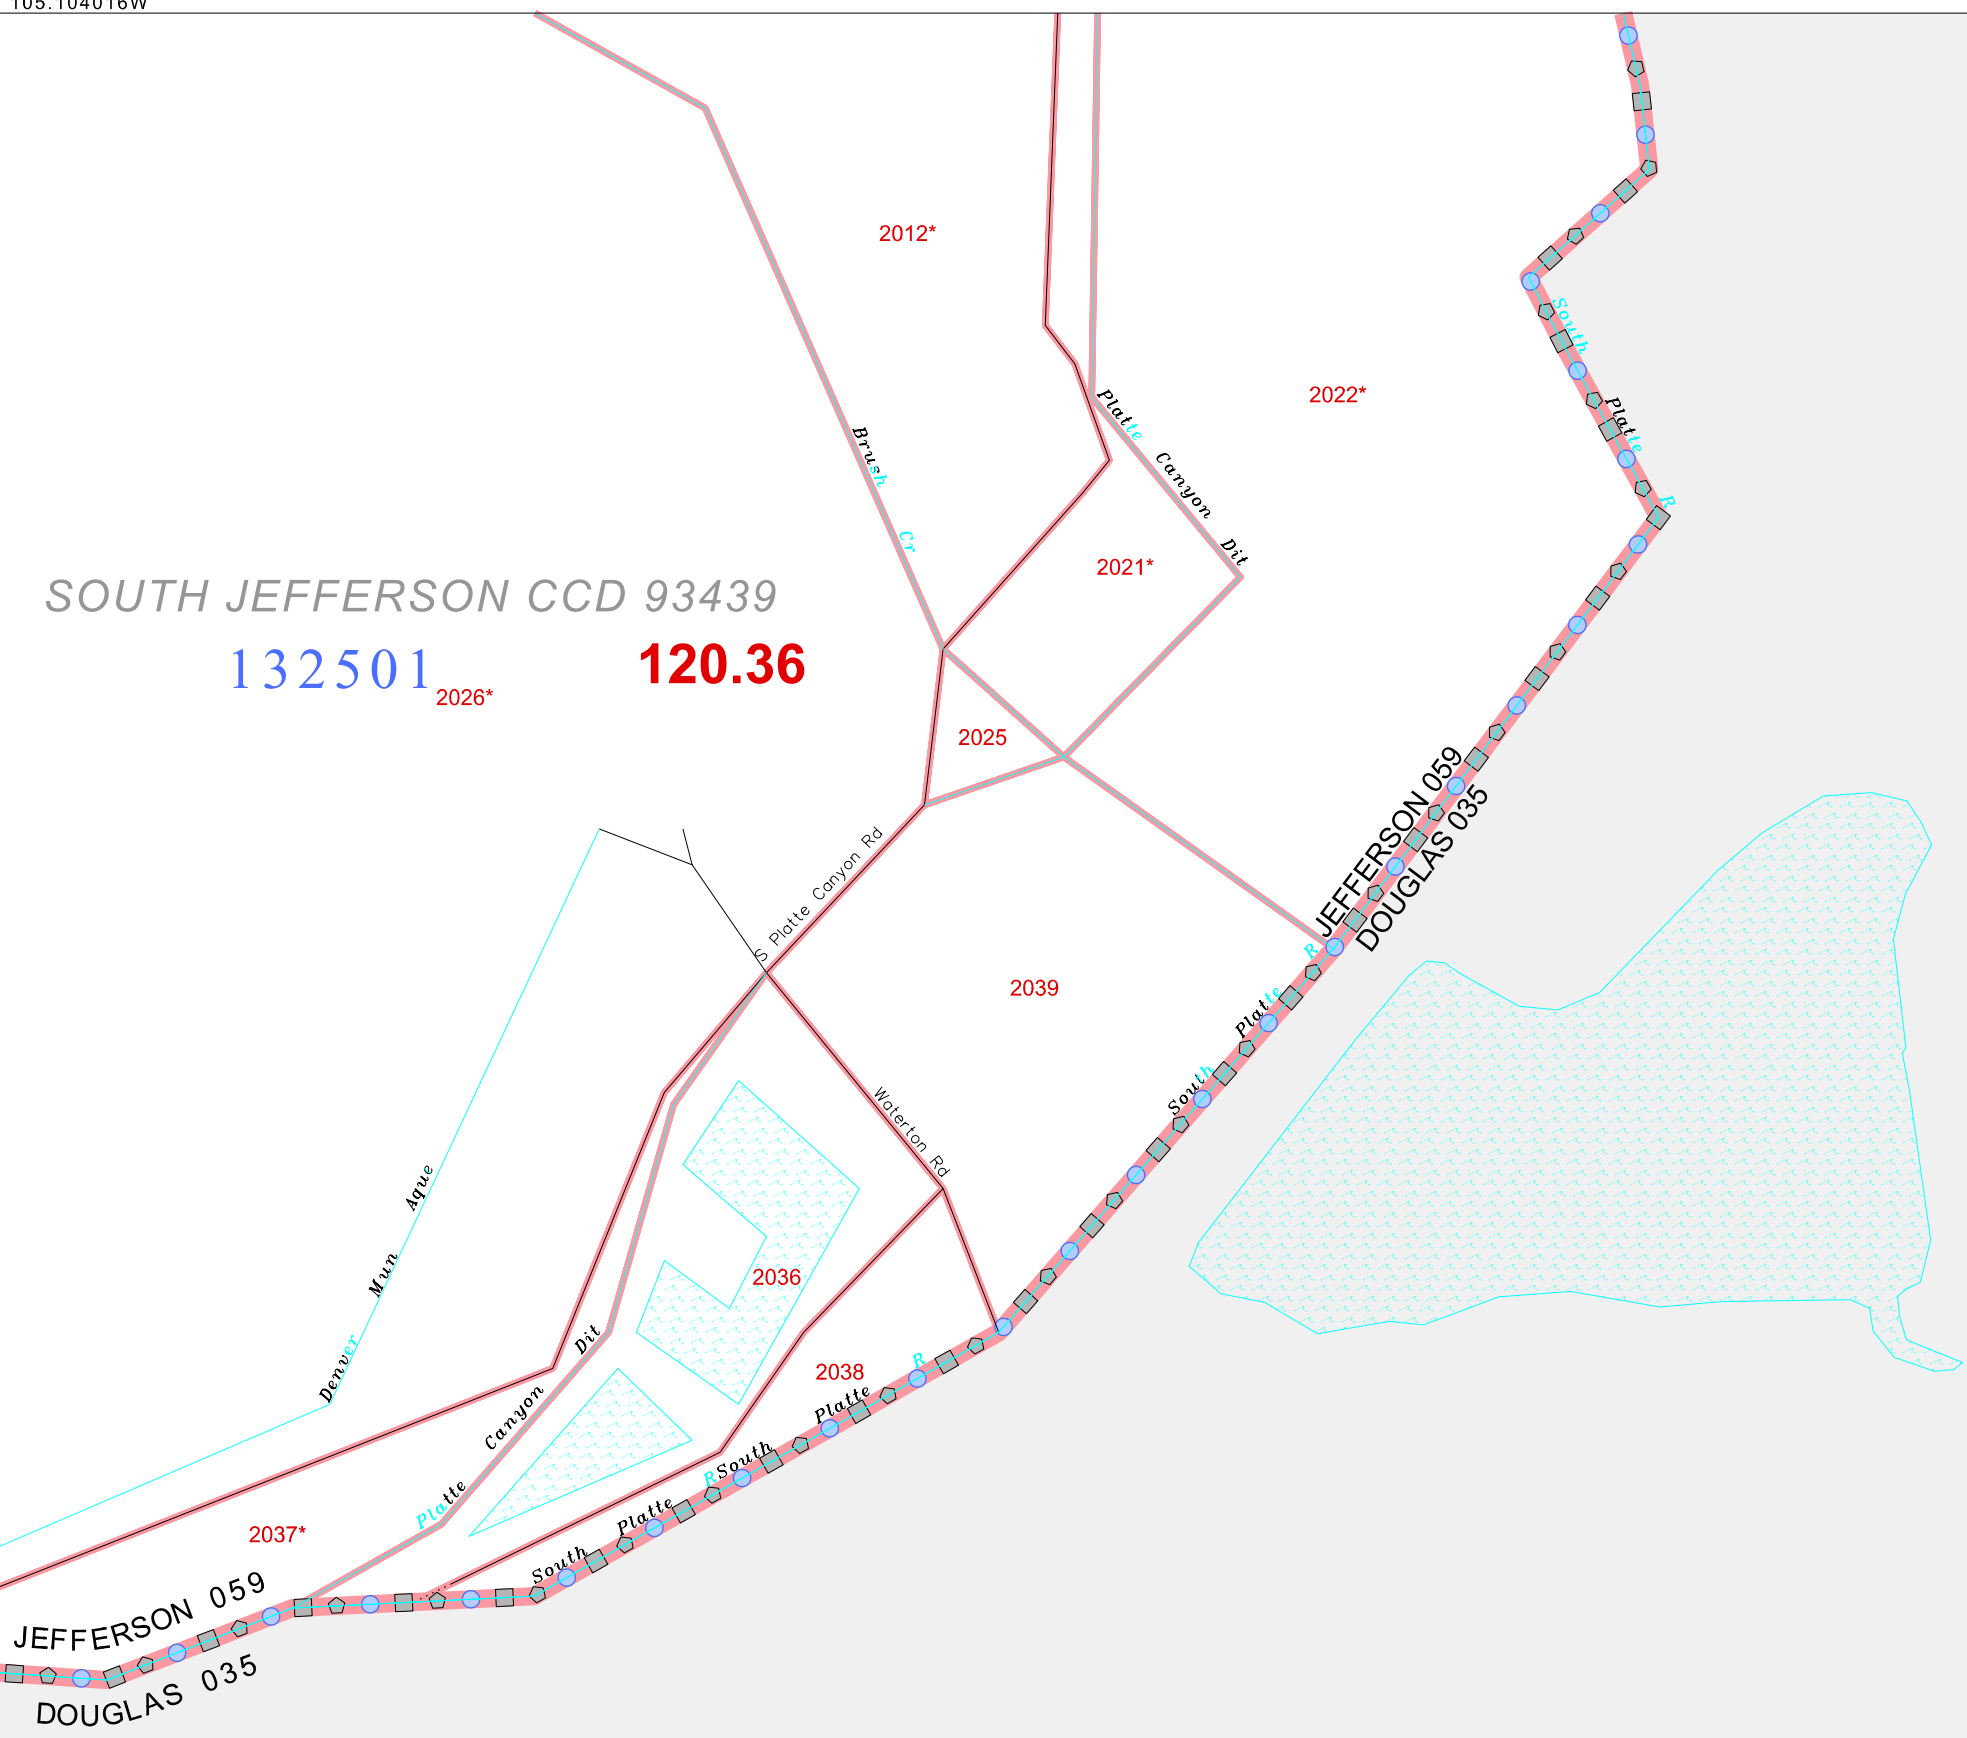 105.104016W
2012*
2022*
South
Platte
R
Platte Canyon Dit
Brush Cr
2021*
SOUTH JEFFERSON CCD 93439
132501
120.36
2026*
2025
JEFFERSON 059
DOUGLAS 035
S Platte Canyon Rd
2039
South Platte R
Waterton Rd
Denver Mun Aque
2036
2038
Platte Canyon Dit
South Platte R
South Platte R
2037*
JEFFERSON 059
DOUGLAS 035